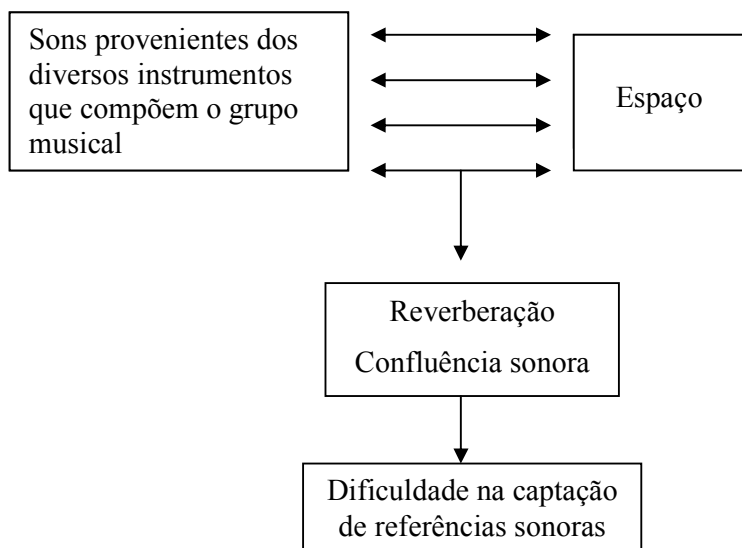 Sons provenientes dos
diversos instrumentos
que compõem o grupo
musical
Espaço
Reverberação
Confluência sonora
Dificuldade na captação
de referências sonoras